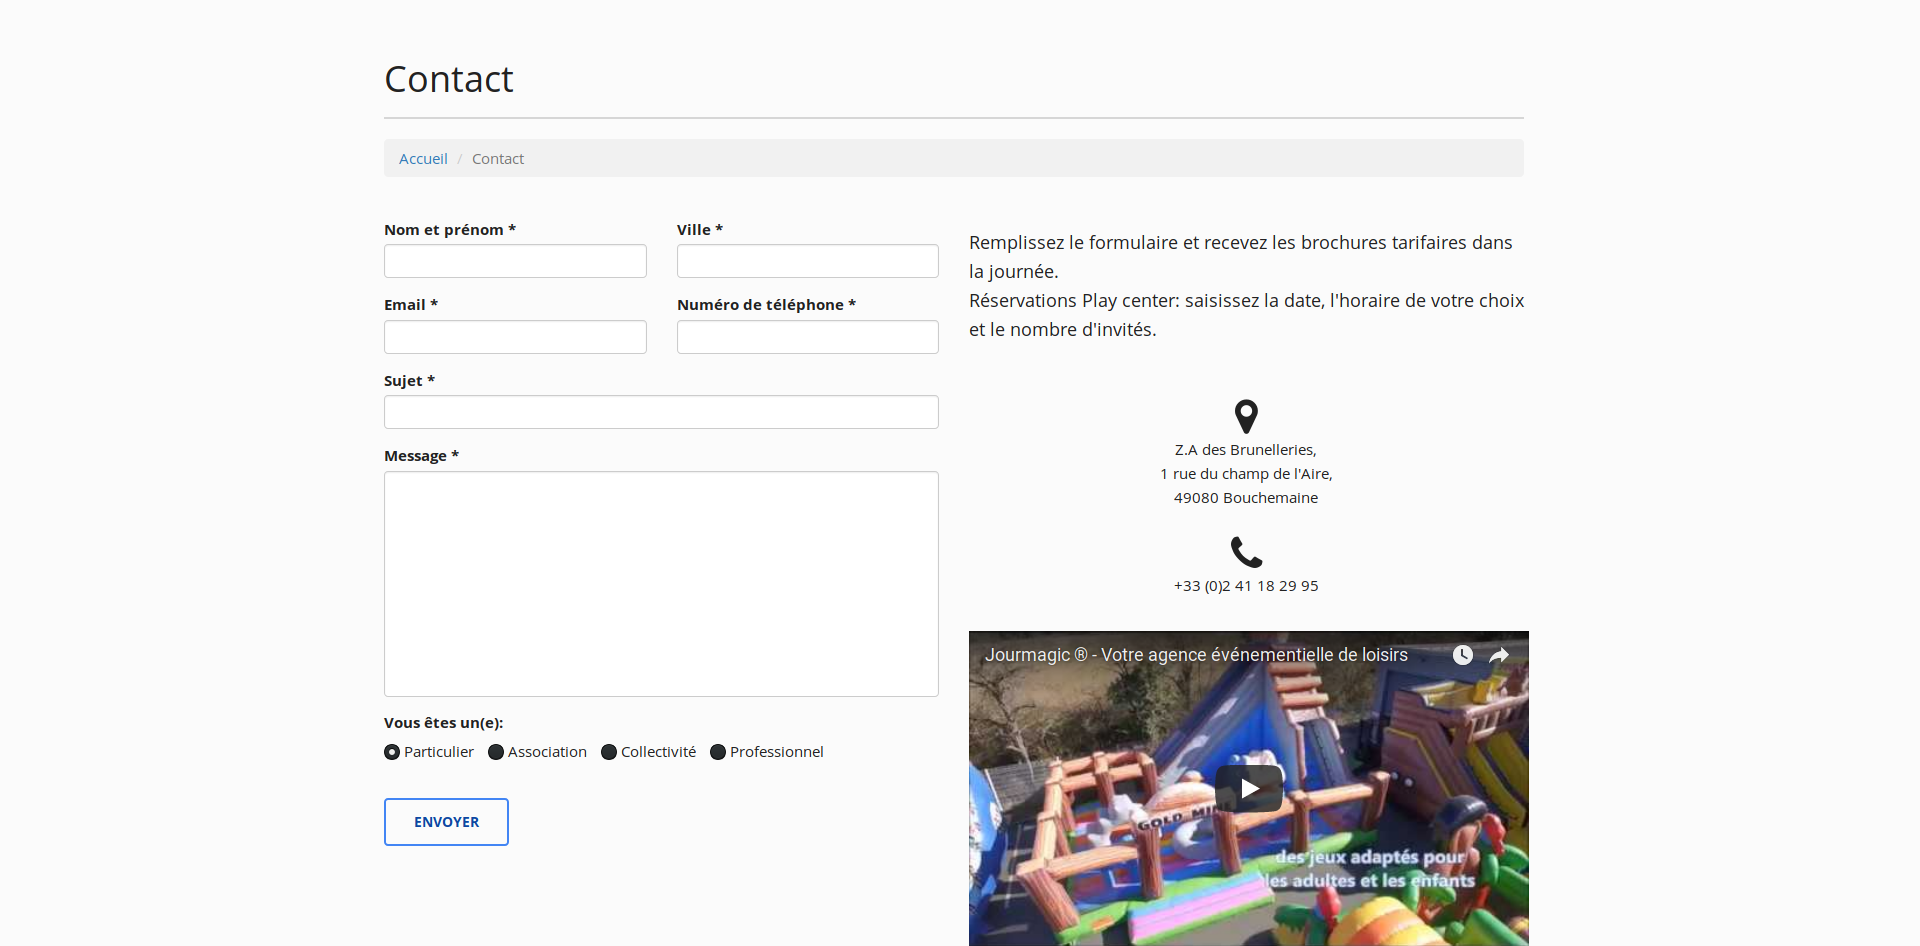 Contact
Accueil / Contact
Nom et prénom *
Ville *
Email *
Numéro de téléphone *
Sujet *
Message *
Vous êtes un(e):
Particulier Association Collectivité Professionnel
ENVOYER
Remplissez le formulaire et recevez les brochures tarifaires dans
la journée.
Réservations Play center: saisissez la date, l'horaire de votre choix
et le nombre d'invités.
Z.A des Brunelleries,
1 rue du champ de l'Aire,
49080 Bouchemaine
+33 (0)2 41 18 29 95
Jourmagic ® - Votre agence événementielle de loisirs
GOLD
des jeux adaptés pour
les adultes et les enfants